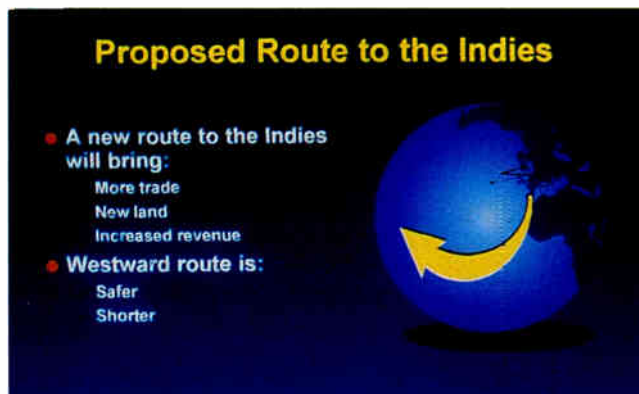 Proposed Route to the Indies
A new route to the Indies
will bring:
More trade
New land
Increased revenue
Westward route is:
Safer
Shorter